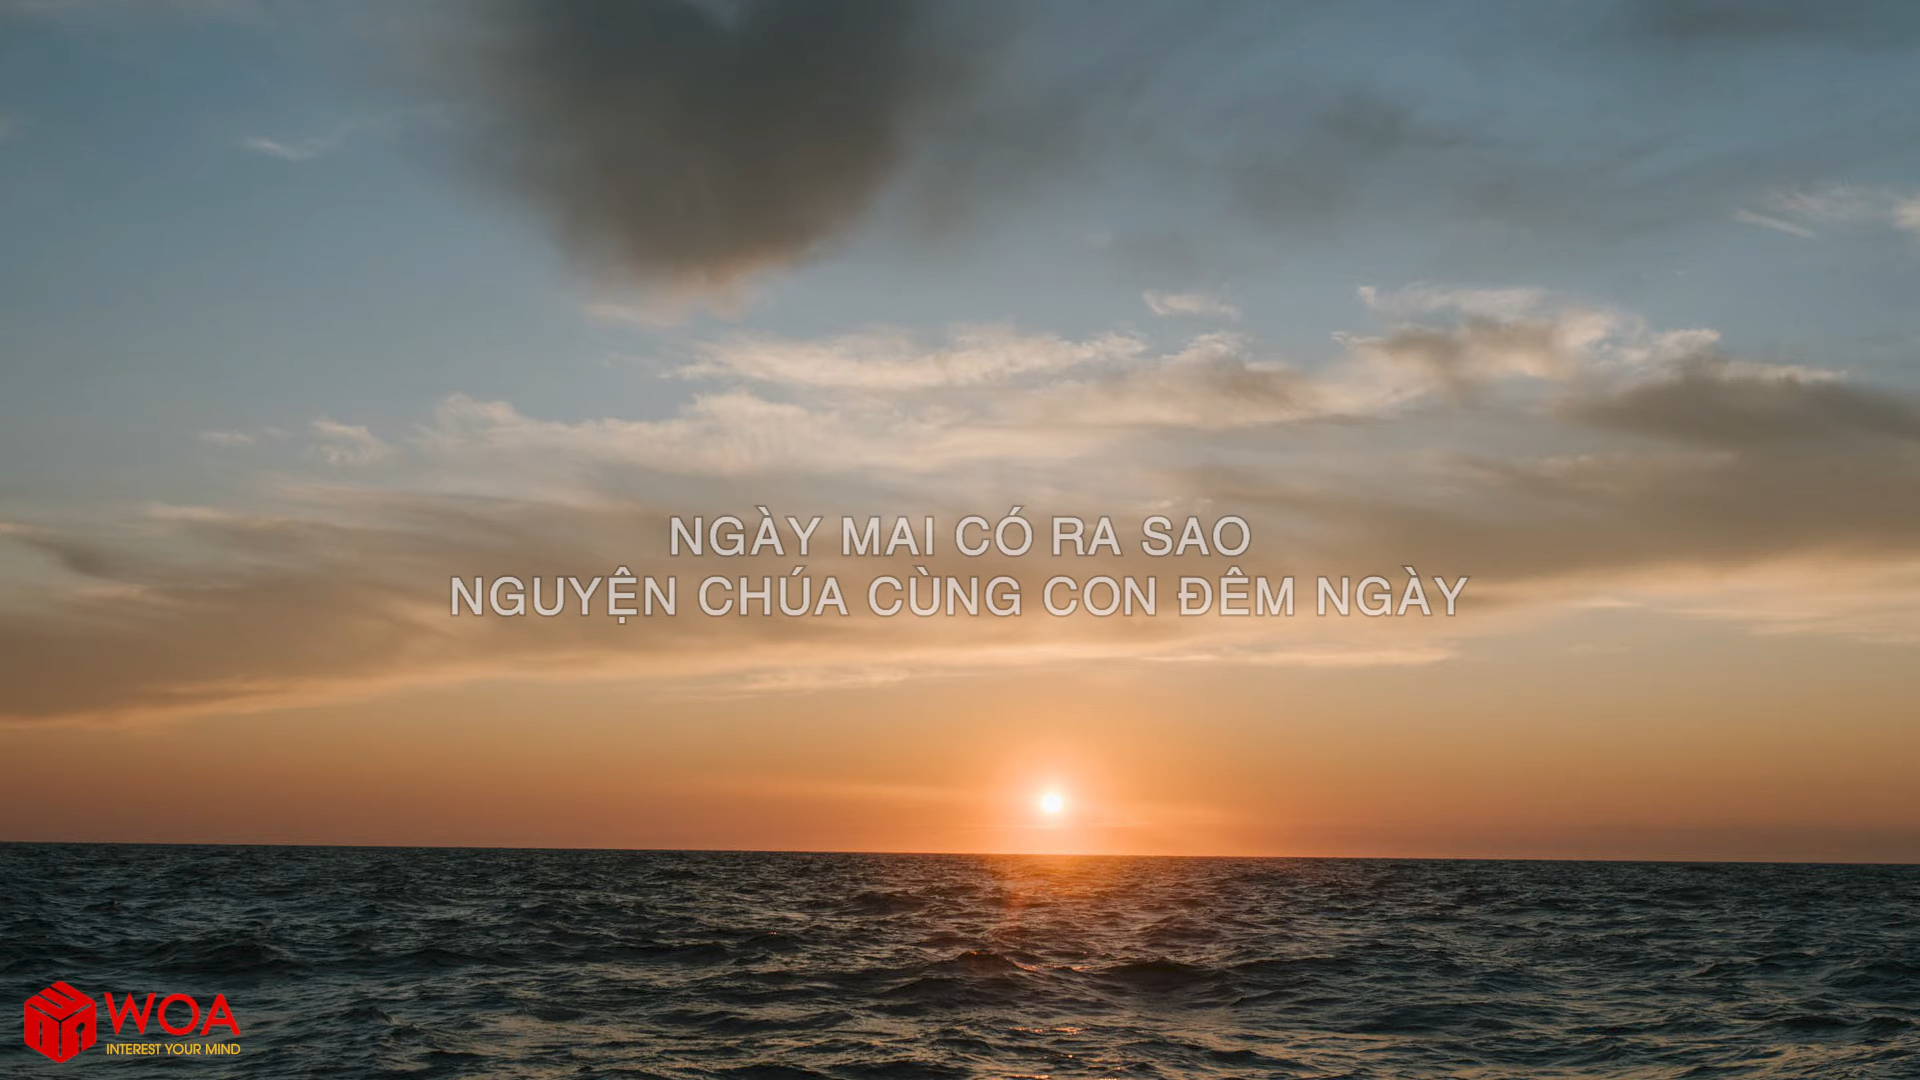 NGÀY MAI CÓ RA SAO
NGUYỆN CHÚA CÙNG CON ĐÊM NGÀY
WOA
INTEREST YOUR MIND